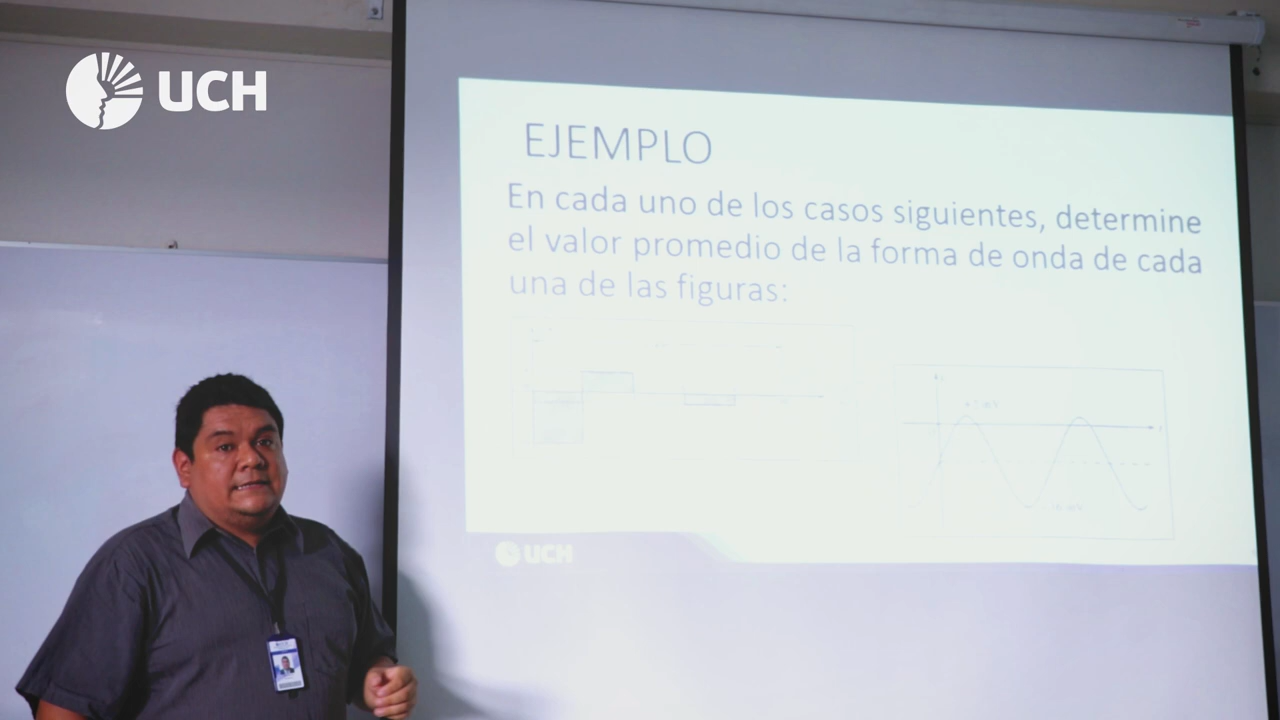 UCH
EJEMPLO
En cada uno de los casos siguientes, determine
el valor promedio de la forma de onda de cada
una de las figuras:
UCH